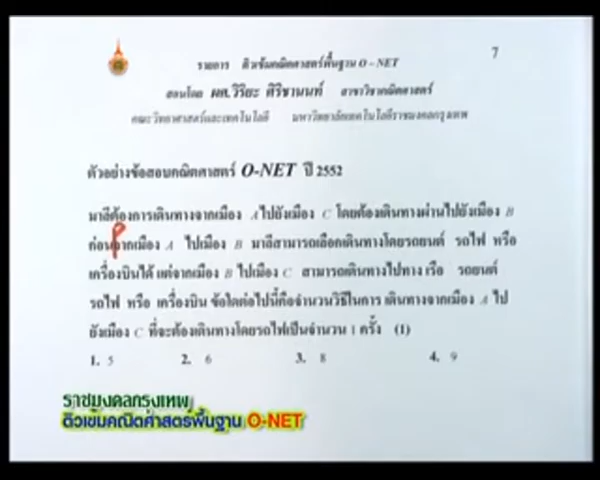 7
รายการ ติวเข้มคณิตศาสตร์พื้นฐาน O - NET
สอนโดย ผศ.วิริยะ ศิริชานนท์ สาขาวิชาคณิตศาสตร์
คณะวิทยาศาสตร์และเทคโนโลยี มหาวิทยาลัยเทคโนโลยีราชมงคลกรุงเทพ
ตัวอย่างข้อสอบคณิตศาสตร์ O-NET ปี 2552
มาลีต้องการเดินทางจากเมือง A ไปยังเมือง C โดยต้องเดินทางผ่านไปยังเมือง B
ก่อนจากเมือง A ไปเมือง B มาลีสามารถเลือกเดินทางโดยรถยนต์ รถไฟ หรือ
เครื่องบินได้ แต่จากเมือง B ไปเมือง C สามารถเดินทางไปทาง เรือ รถยนต์
รถไฟ หรือ เครื่องบิน ข้อใดต่อไปนี้คือจำนวนวิธีในการ เดินทางจากเมือง A ไป
ยังเมือง C ที่จะต้องเดินทางโดยรถไฟเป็นจำนวน 1 ครั้ง (1)
1. 5 2. 6 3. 8 4. 9
ราชมงคลกรุงเทพ
ติวเข้มคณิตศาสตร์พื้นฐาน O-NET